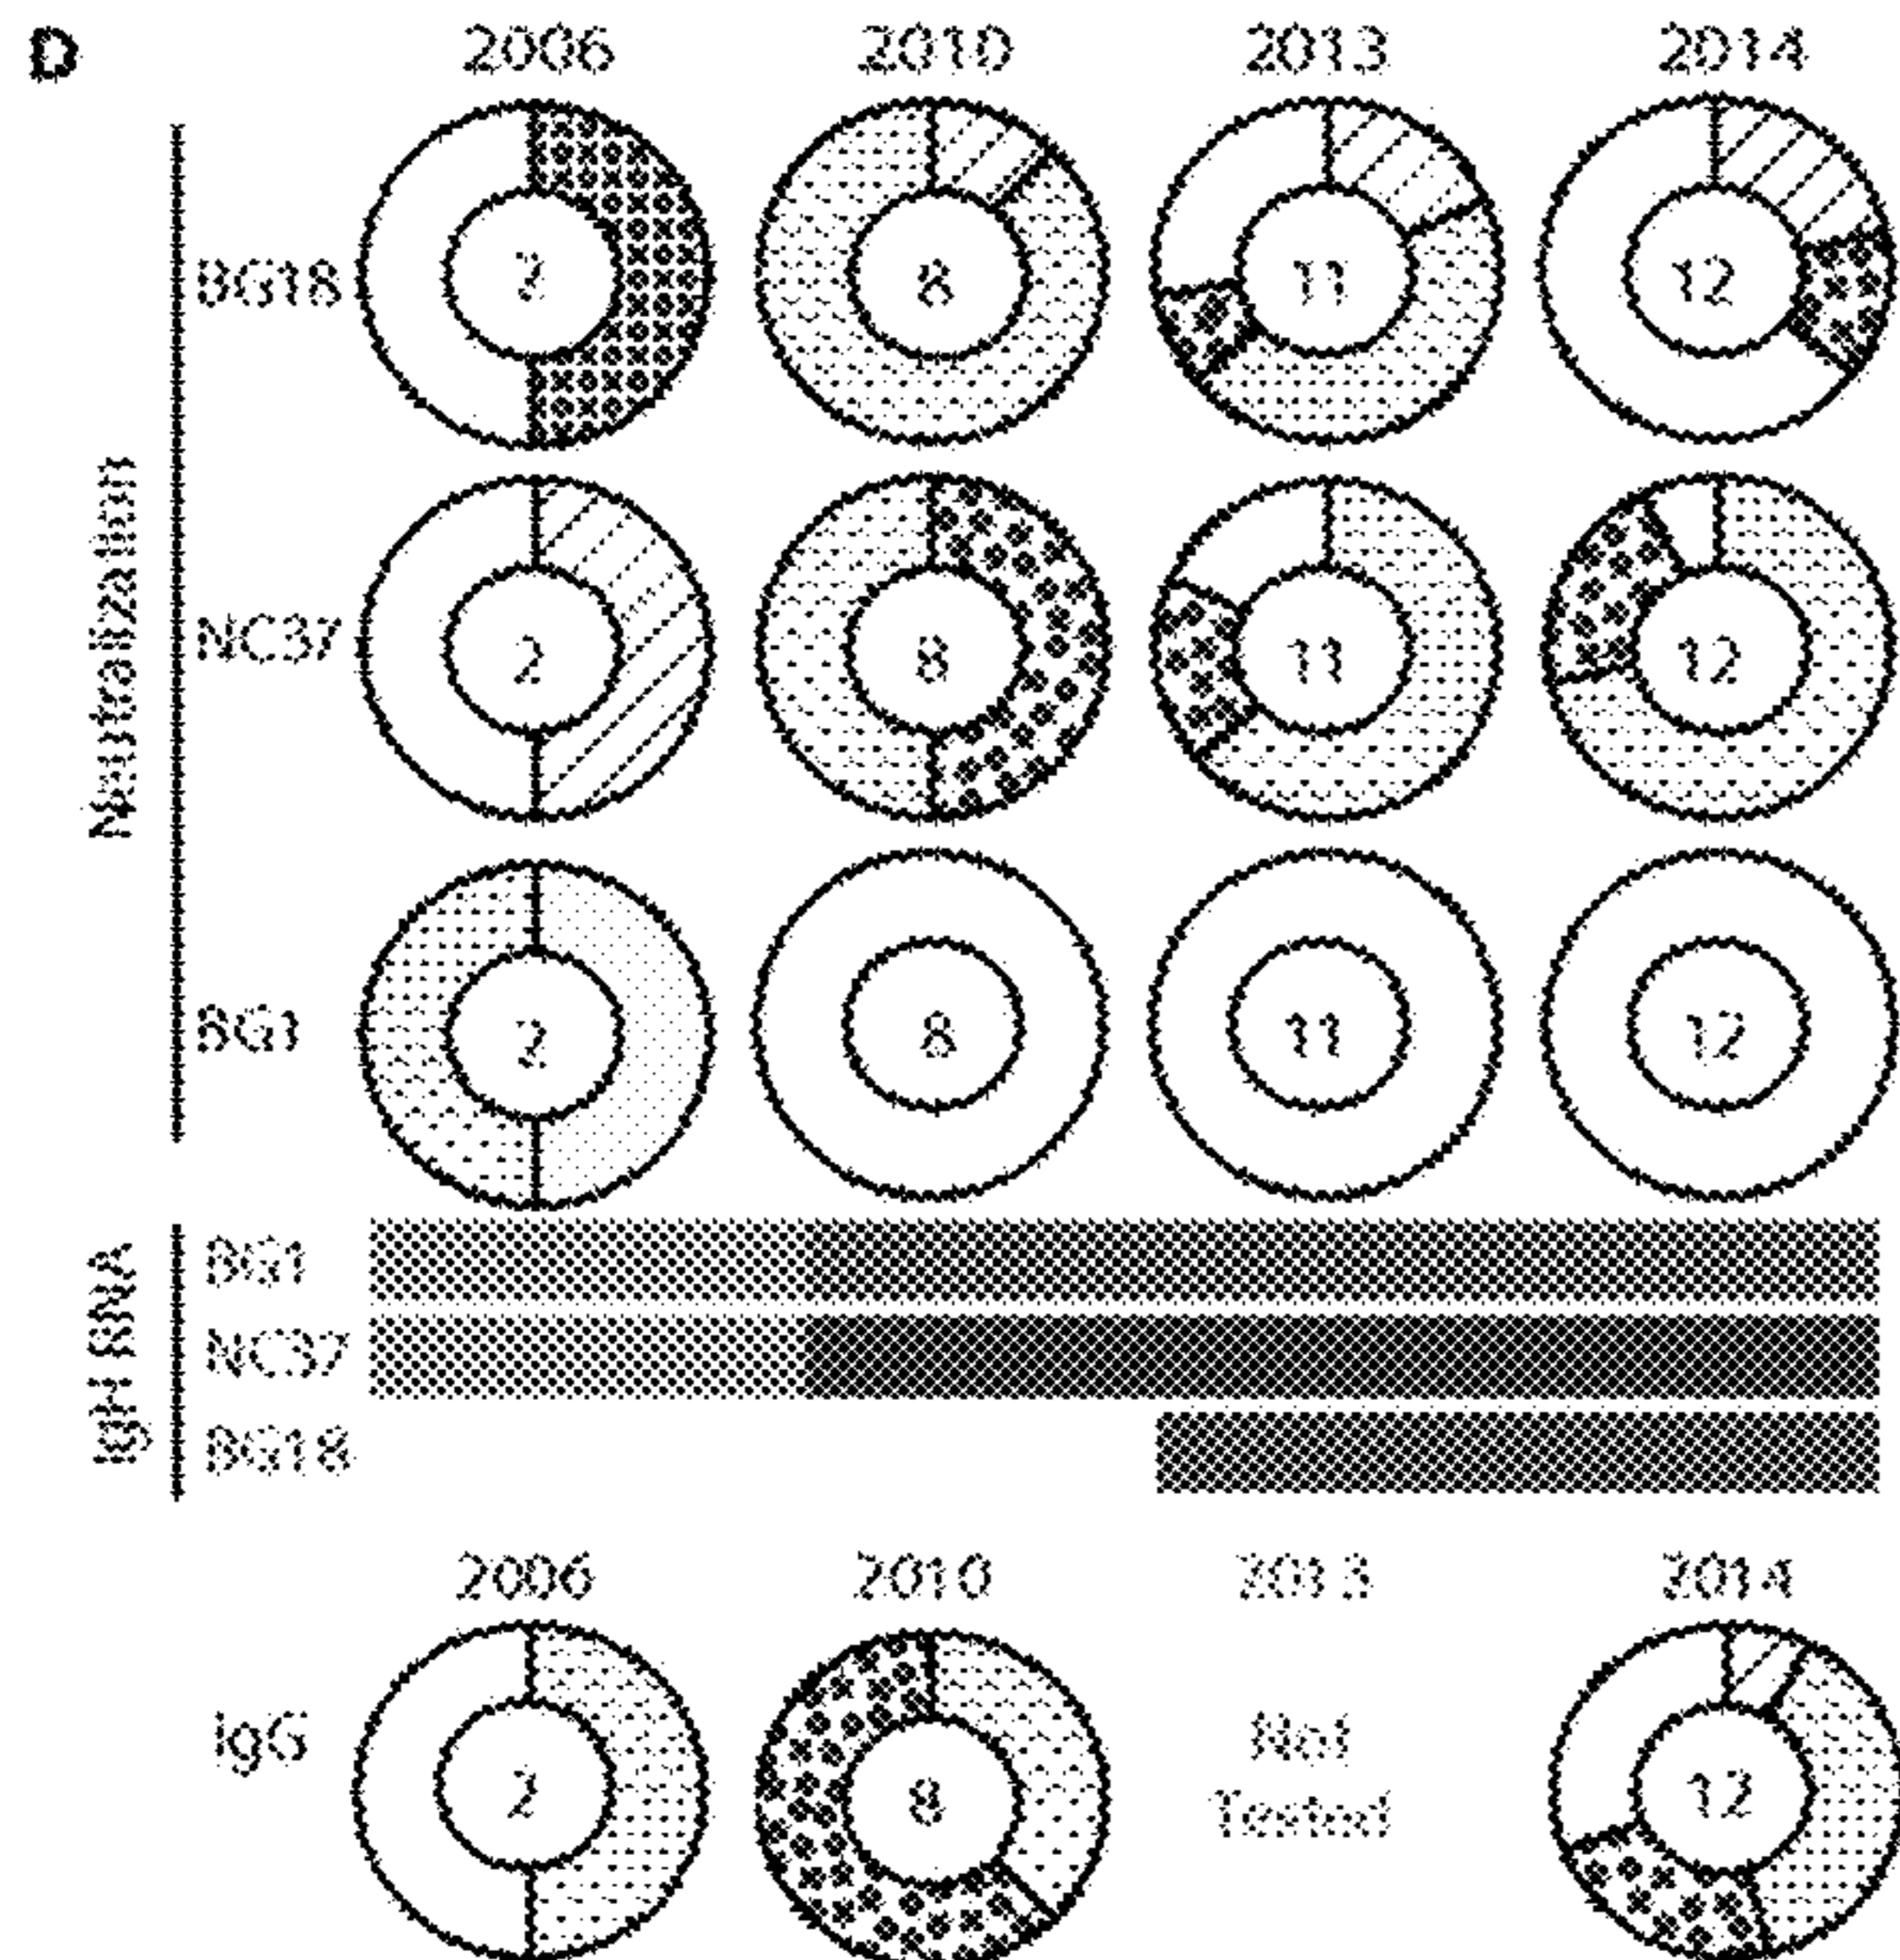 D 2006 2010 2013 2014
Neutralization
BG18 2 8 11 12
NC37 2 8 11 12
BG1 2 8 11 12
IgH RNA
BG1
NC37
BG18
2006 2010 2013 2014
IgG 2 8 Not Tested 12